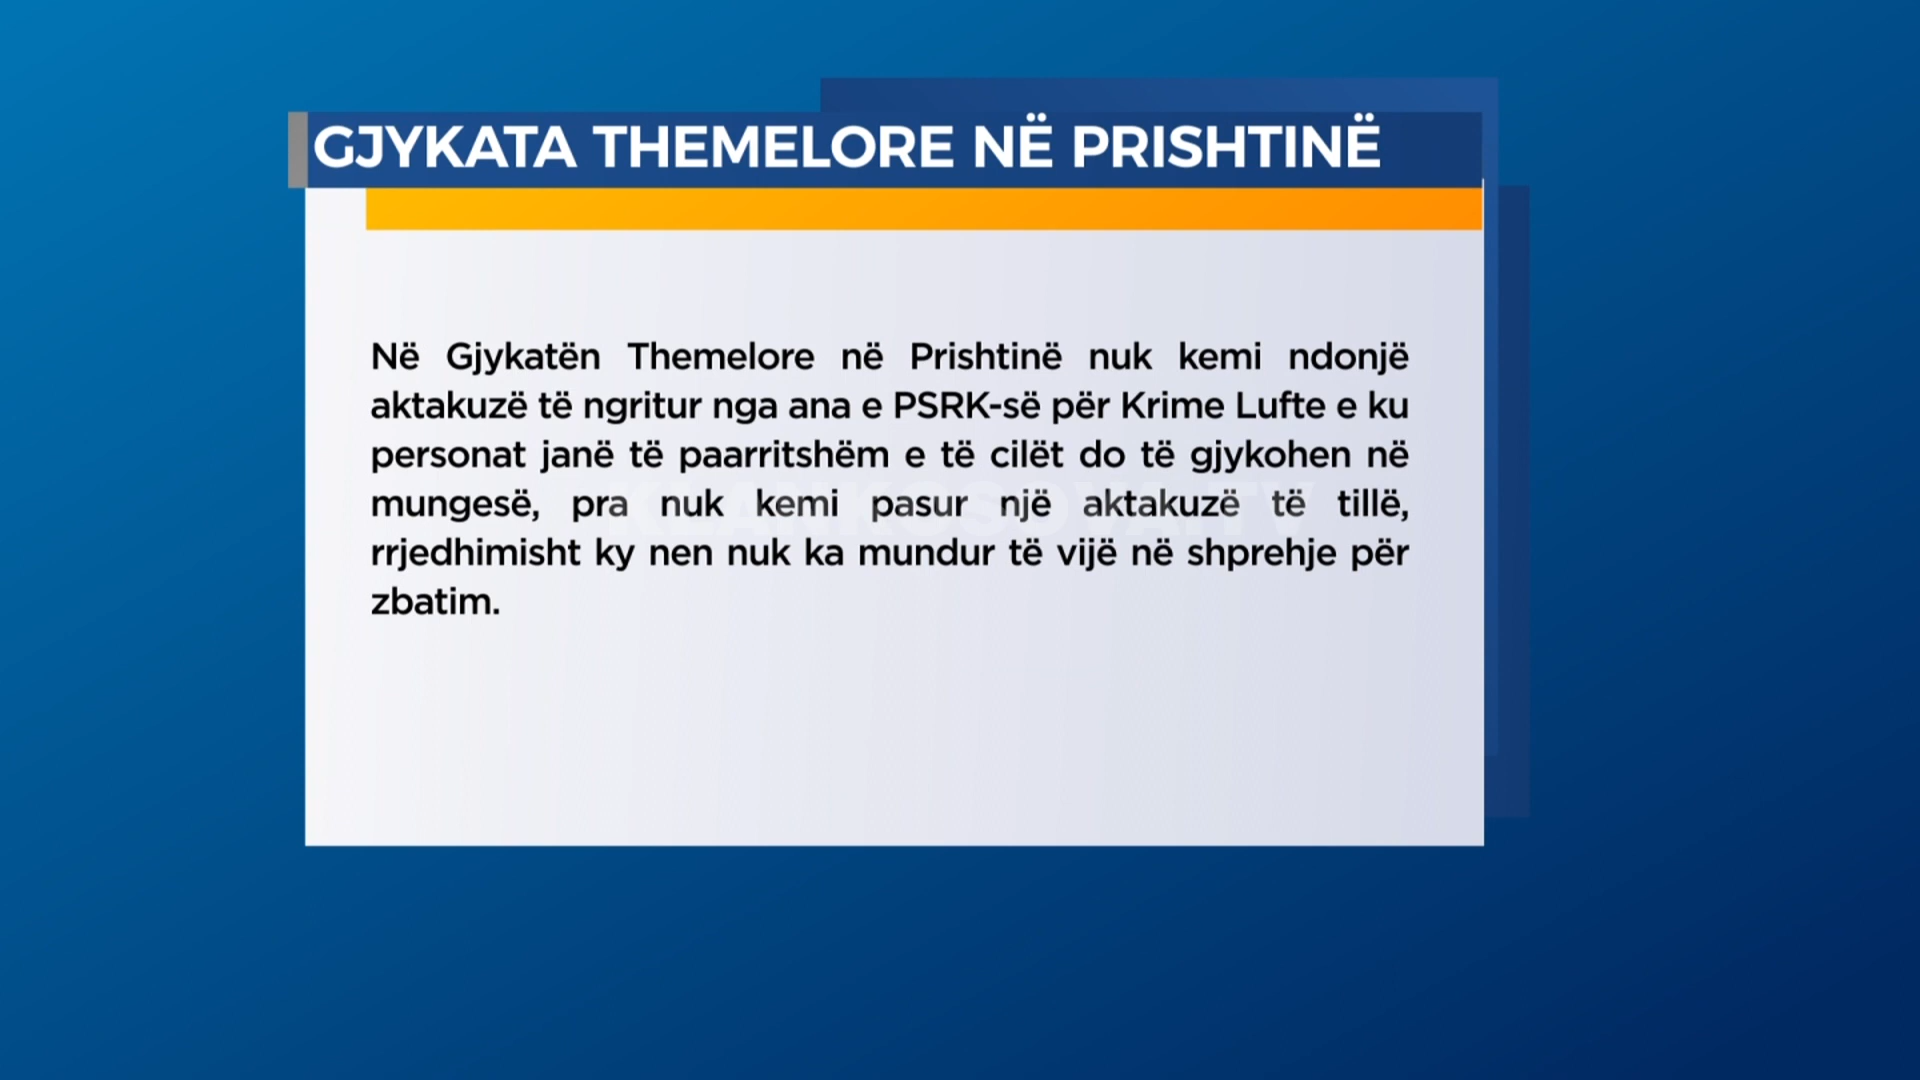 GJYKATA THEMELORE NË PRISHTINË
Në Gjykatën Themelore në Prishtinë nuk kemi ndonjë
aktakuzë të ngritur nga ana e PSRK-së për Krime Lufte e ku
personat janë të paarritshëm e të cilët do të gjykohen në
mungesë, pra nuk kemi pasur një aktakuzë të tillë,
rrjedhimisht ky nen nuk ka mundur të vijë në shprehje për
zbatim.
KLANKOSOVA.TV